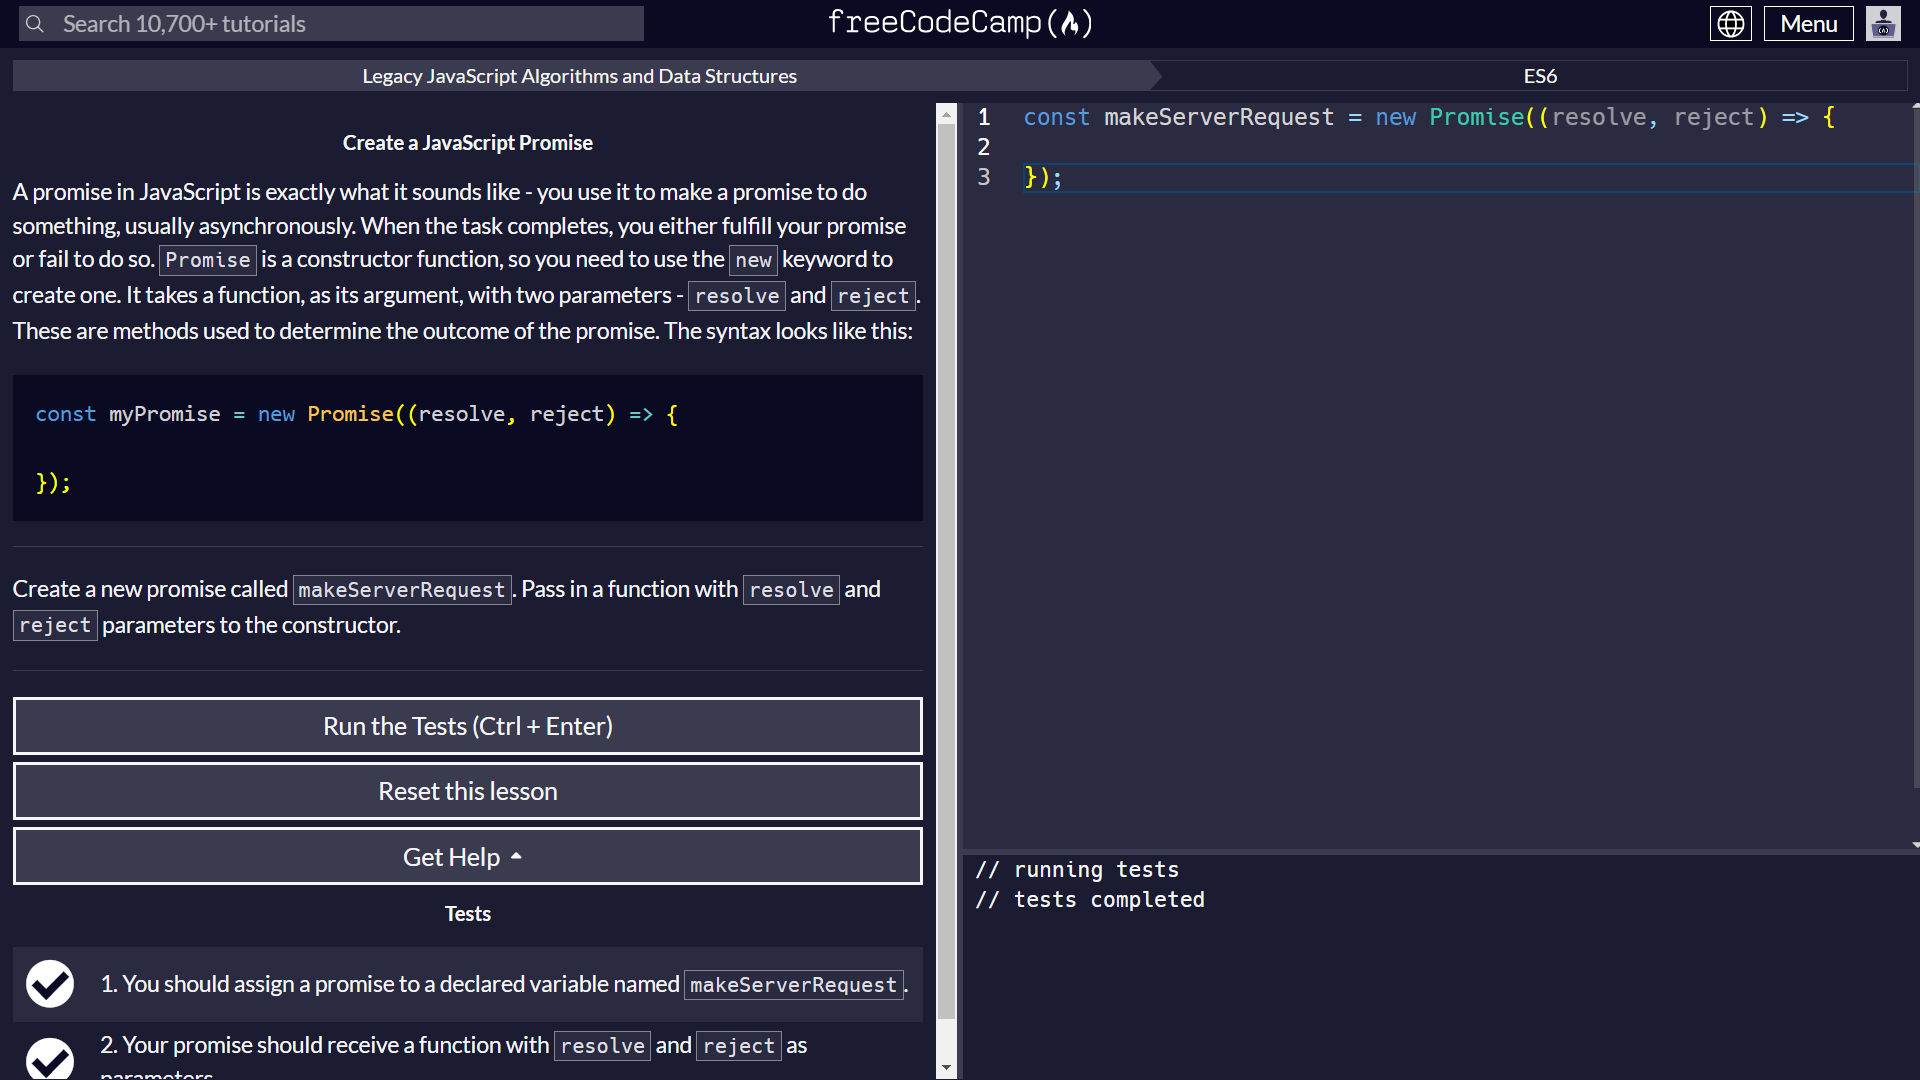 Search 10,700+ tutorials
freeCodeCamp
Menu
Legacy JavaScript Algorithms and Data Structures
ES6
Create a JavaScript Promise
A promise in JavaScript is exactly what it sounds like - you use it to make a promise to do
something, usually asynchronously. When the task completes, you either fulfill your promise
or fail to do so. Promise is a constructor function, so you need to use the new keyword to
create one. It takes a function, as its argument, with two parameters - resolve and reject.
These are methods used to determine the outcome of the promise. The syntax looks like this:
const myPromise = new Promise((resolve, reject) => {
});
Create a new promise called makeServerRequest. Pass in a function with resolve and
reject parameters to the constructor.
Run the Tests (Ctrl + Enter)
Reset this lesson
Get Help
Tests
1. You should assign a promise to a declared variable named makeServerRequest.
2. Your promise should receive a function with resolve and reject as
parameters.
1 const makeServerRequest = new Promise((resolve, reject) => {
2
3 });
// running tests
// tests completed